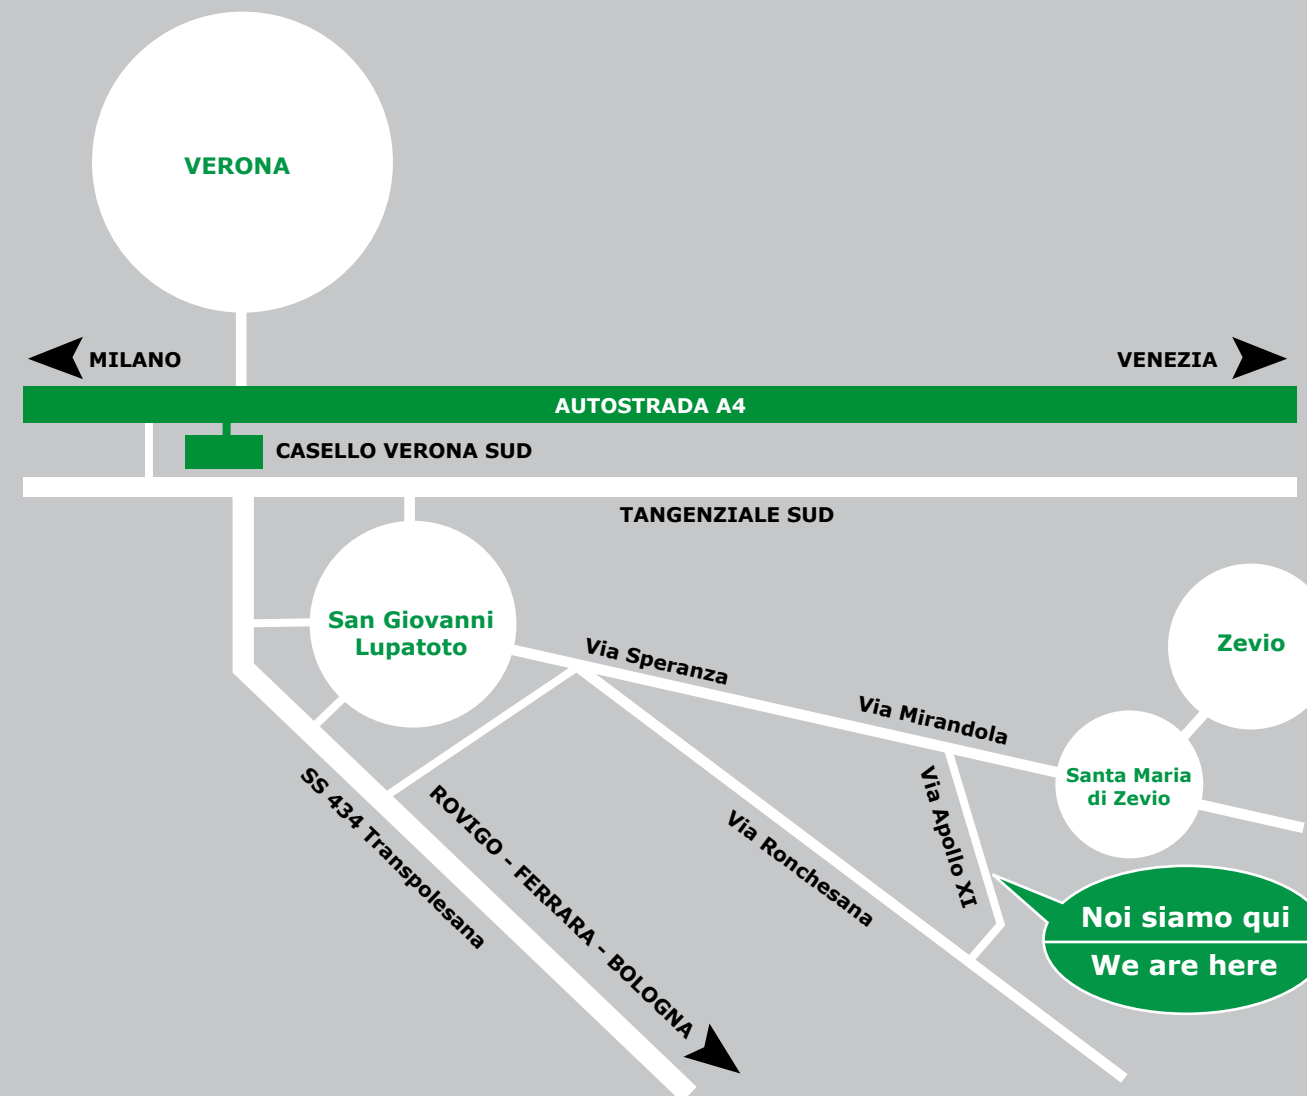 VERONA
MILANO
VENEZIA
AUTOSTRADA A4
CASELLO VERONA SUD
TANGENZIALE SUD
San Giovanni
Lupatoto
Zevio
Via Speranza
Via Mirandola
Santa Maria
di Zevio
SS 434 Transpolesana
ROVIGO - FERRARA - BOLOGNA
Via Ronchesana
Via Apollo XI
Noi siamo qui
We are here